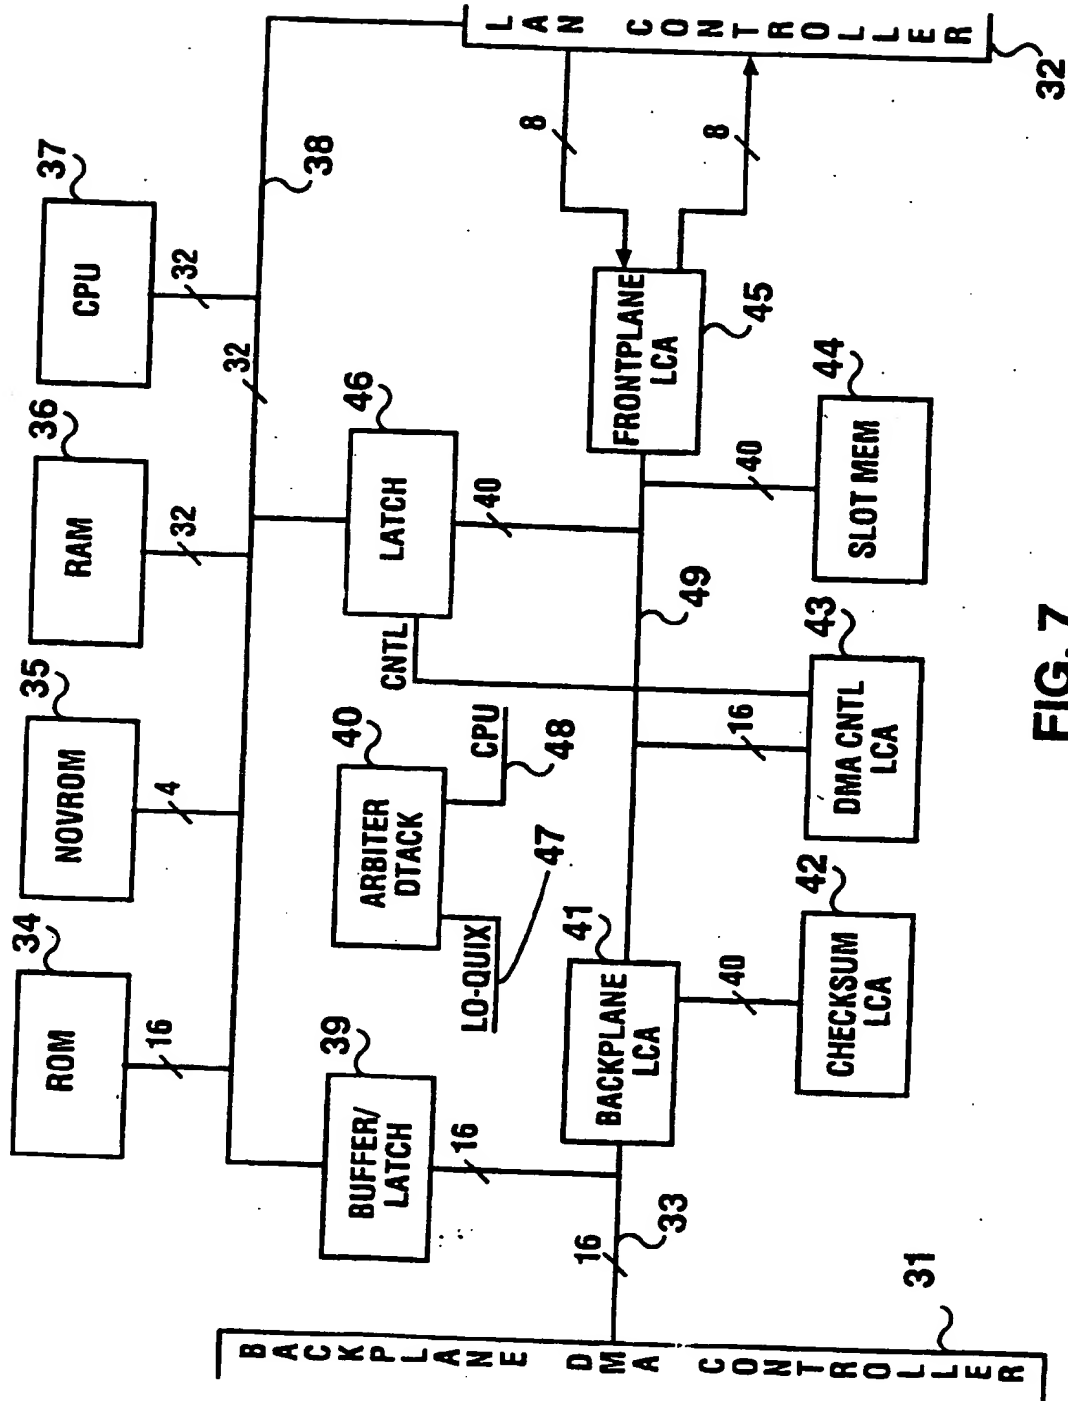 34
ROM
16
35
NOVROM
4
36
RAM
32
37
CPU
32
32
38
39
BUFFER/
LATCH
16
40
ARBITER
DTACK
LO-QUIX
47
CPU
48
46
LATCH
CNTL
40
LAN CONTROLLER
32
8
8
BACKPLANE DMA CONTROLLER
31
16
33
41
BACKPLANE
LCA
49
FRONTPLANE
LCA
45
42
CHECKSUM
LCA
40
43
DMA CNTL
LCA
16
44
SLOT MEM
40
FIG. 7